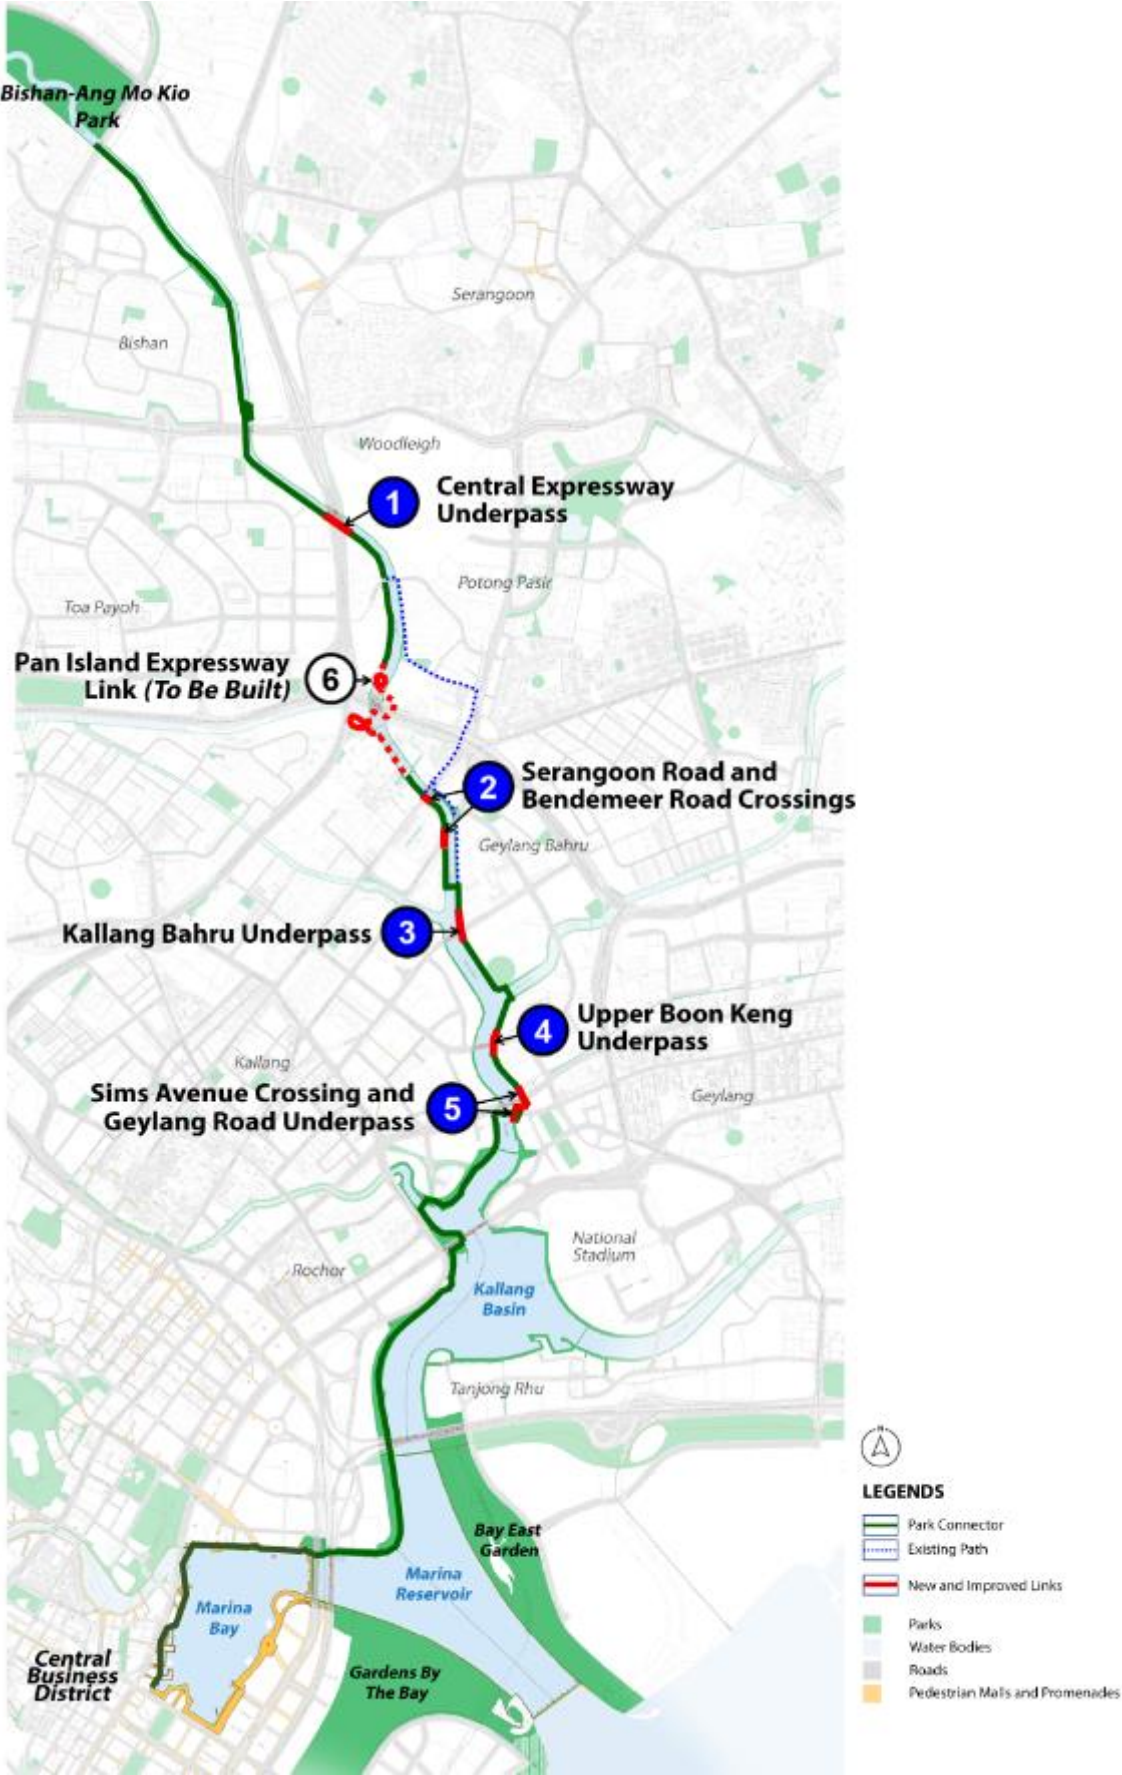 Bishan-Ang Mo Kio
Park
Serangoon
Bishan
Woodleigh
1
Central Expressway
Underpass
Potong Pasir
Toa Payoh
Pan Island Expressway
Link (To Be Built)
6
2
Serangoon Road and
Bendemeer Road Crossings
Geylang Bahru
Kallang Bahru Underpass
3
4
Upper Boon Keng
Underpass
Kallang
Sims Avenue Crossing and
Geylang Road Underpass
5
Geylang
National
Stadium
Rochor
Kallang
Basin
Tanjong Rhu
Bay East
Garden
Marina
Reservoir
Marina
Bay
Central
Business
District
Gardens By
The Bay
N
LEGENDS
Park Connector
Existing Path
New and Improved Links
Parks
Water Bodies
Roads
Pedestrian Malls and Promenades